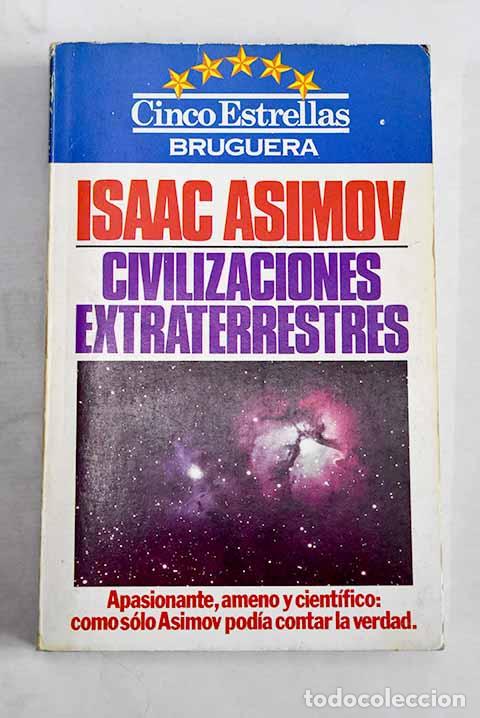 Cinco Estrellas
BRUGUERA
ISAAC ASIMOV
CIVILIZACIONES
EXTRATERRESTRES
Apasionante, ameno y científico:
como sólo Asimov podía contar la verdad.
todocoleccion